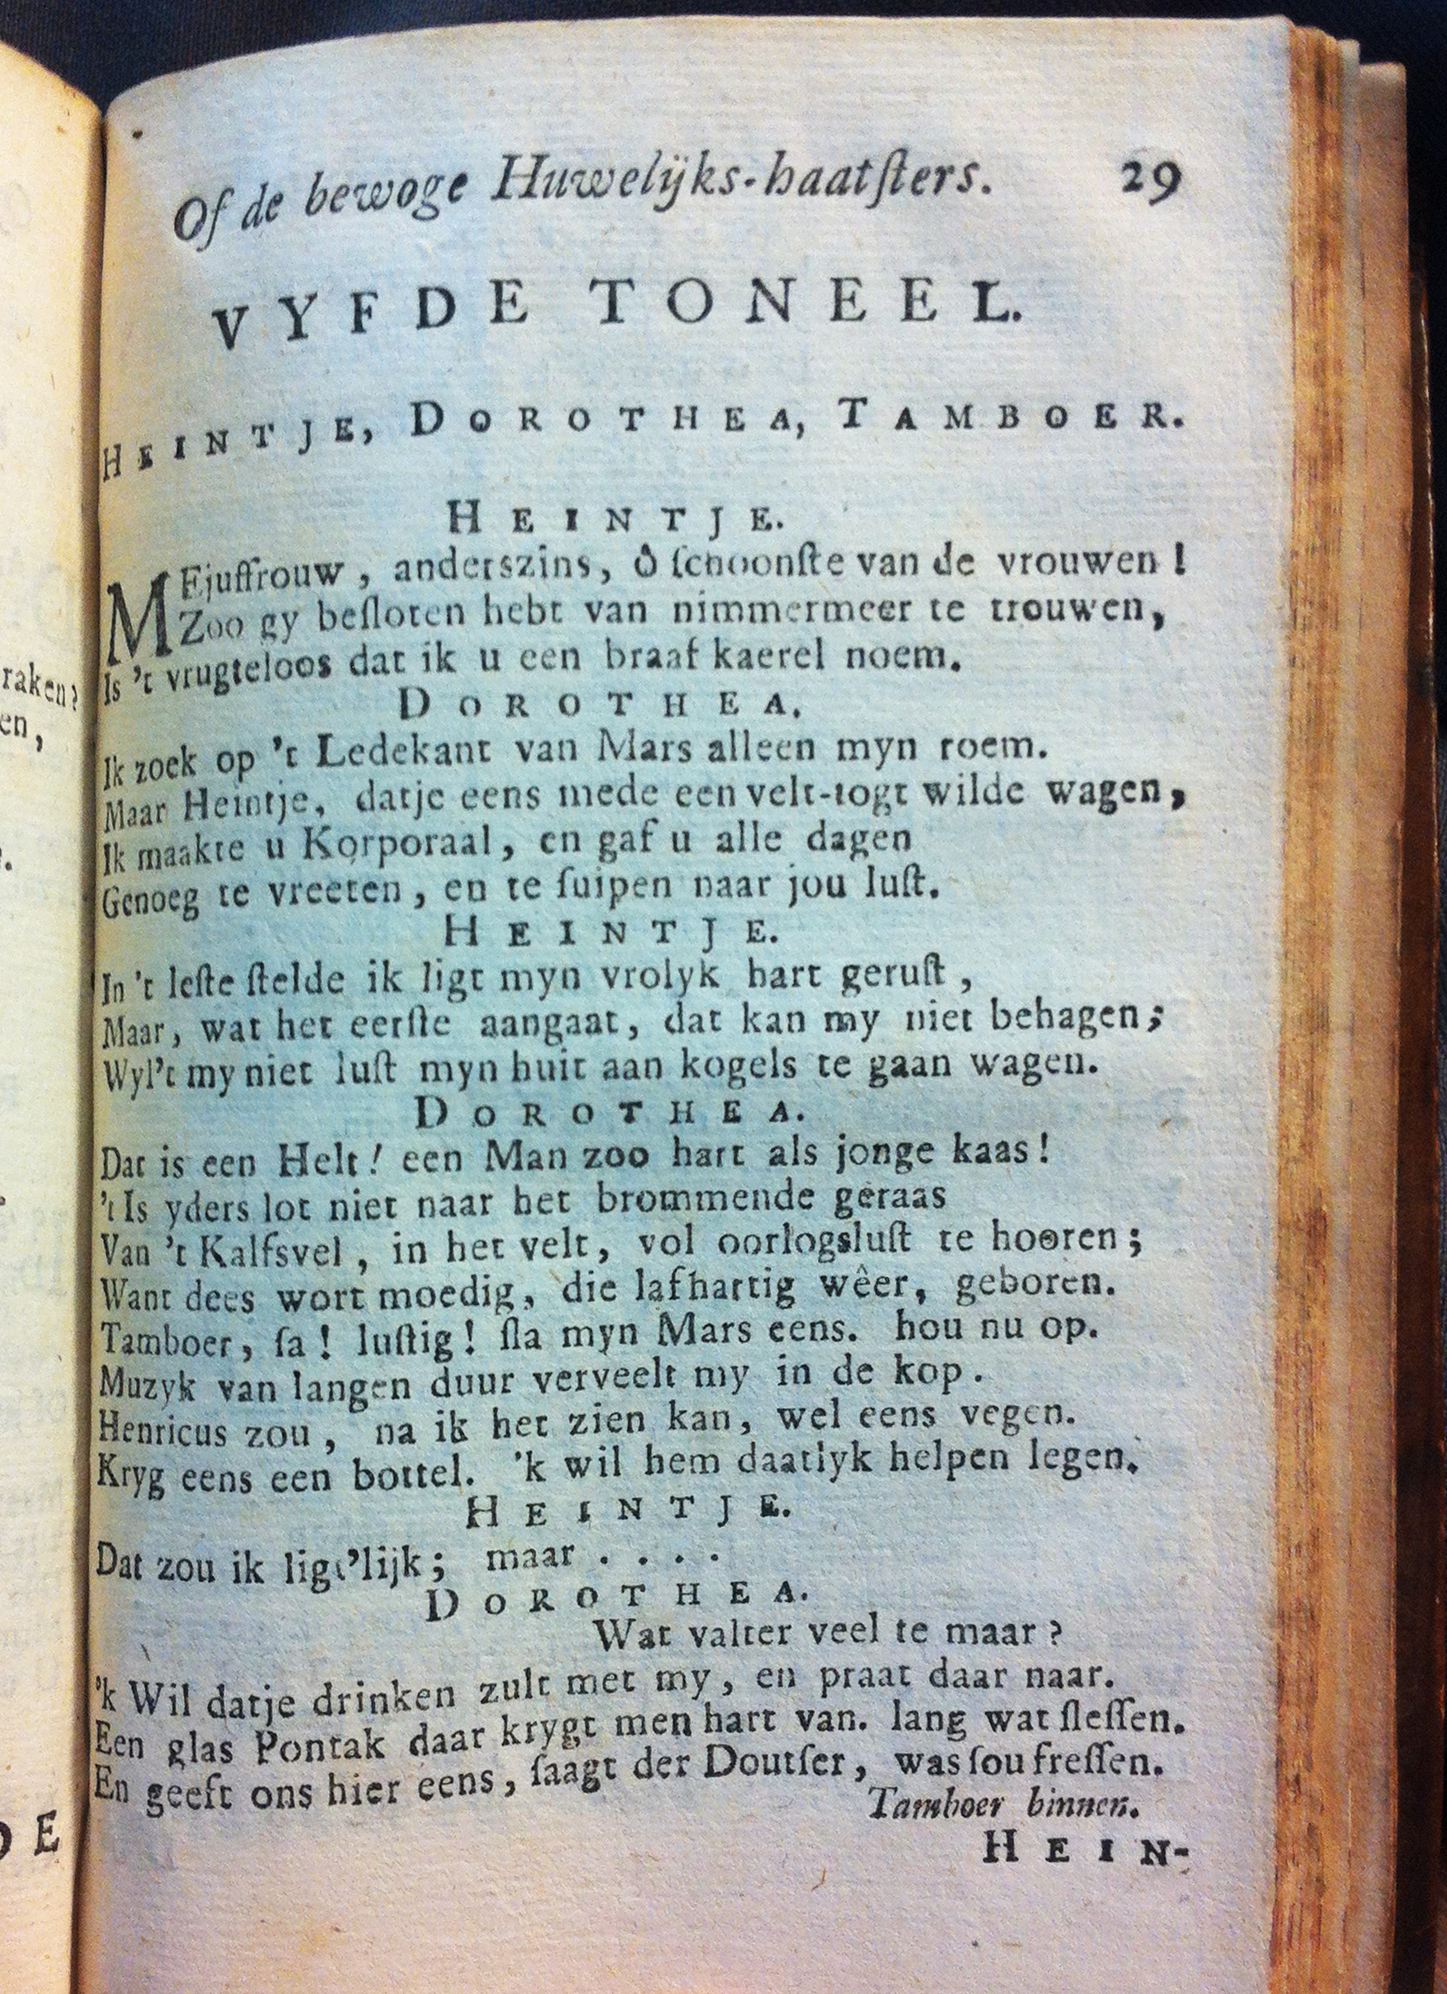 Of de bewoge Huwelijks-haatſters. 29
VYFDE TONEEL.
HEINTJE, DOROTHEA, TAMBOER.
HEINTJE.
MEjuffrouw, anderszins, ô ſchoonſte van de vrouwen!
Zoo gy beſloten hebt van nimmermeer te trouwen,
Is 't vrugteloos dat ik u een braaf kaerel noem.
DOROTHEA.
Ik zoek op 't Ledekant van Mars alleen myn roem.
Maar Heintje, datje eens mede een velt-togt wilde wagen,
Ik maakte u Korporaal, en gaf u alle dagen
Genoeg te vreeten, en te ſuipen naar jou luſt.
HEINTJE.
In 't leſte ſtelde ik ligt myn vrolyk hart geruſt,
Maar, wat het eerſte aangaat, dat kan my niet behagen;
Wyl't my niet luſt myn huit aan kogels te gaan wagen.
DOROTHEA.
Dat is een Helt! een Man zoo hart als jonge kaas!
't Is yders lot niet naar het brommende geraas
Van 't Kalfsvel, in het velt, vol oorlogsluſt te hooren;
Want dees wort moedig, die lafhartig wêer, geboren.
Tamboer, ſa! luſtig! ſla myn Mars eens. hou nu op.
Muzyk van langen duur verveelt my in de kop.
Henricus zou, na ik het zien kan, wel eens vegen.
Kryg eens een bottel. 'k wil hem daatlyk helpen legen.
HEINTJE.
Dat zou ik ligt'lijk; maar . . . .
DOROTHEA.
Wat valter veel te maar?
'k Wil datje drinken zult met my, en praat daar naar.
Een glas Pontak daar krygt men hart van. lang wat fleſſen.
En geeft ons hier eens, ſaagt der Doutſer, was ſou freſſen.
Tamboer binnen.
HEIN-
raken?
en,
DE